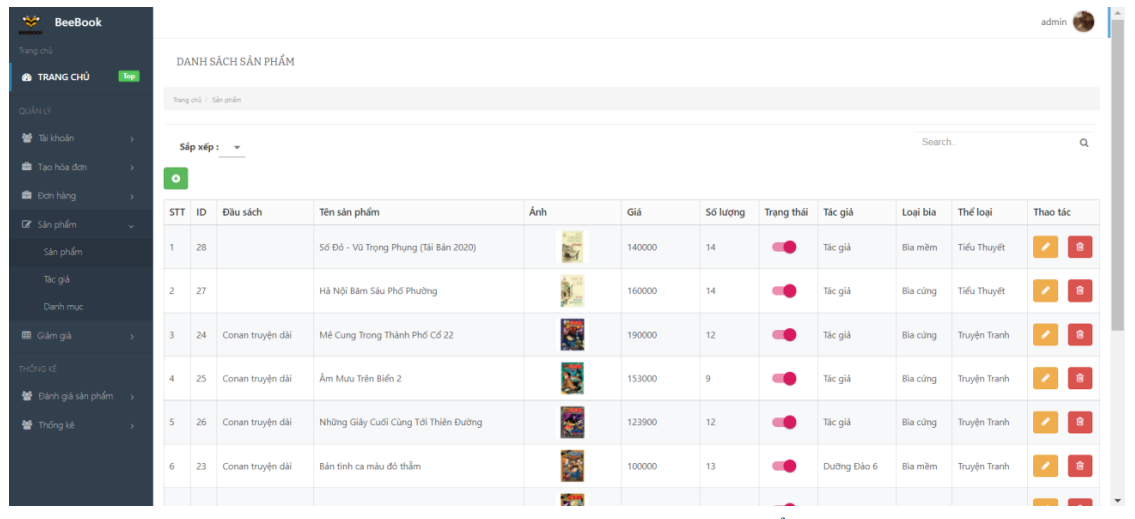 BeeBook
admin
Trang chủ
TRANG CHỦ Top
DANH SÁCH SẢN PHẨM
Trang chủ / Sản phẩm
QUẢN LÝ
Tài khoản
Tạo hóa đơn
Đơn hàng
Sản phẩm
Sản phẩm
Tác giả
Danh mục
Giảm giá
THỐNG KÊ
Đánh giá sản phẩm
Thống kê
Sắp xếp :
Search..
STT ID Đầu sách Tên sản phẩm Ảnh Giá Số lượng Trạng thái Tác giả Loại bìa Thể loại Thao tác
1 28 Số Đỏ - Vũ Trọng Phụng (Tái Bản 2020) 140000 14 Tác giả Bìa mềm Tiểu Thuyết
2 27 Hà Nội Băm Sáu Phố Phường 160000 14 Tác giả Bìa cứng Tiểu Thuyết
3 24 Conan truyện dài Mê Cung Trong Thành Phố Cổ 22 190000 12 Tác giả Bìa cứng Truyện Tranh
4 25 Conan truyện dài Âm Mưu Trên Biển 2 153000 9 Tác giả Bìa cứng Truyện Tranh
5 26 Conan truyện dài Những Giây Cuối Cùng Tới Thiên Đường 123900 12 Tác giả Bìa cứng Truyện Tranh
6 23 Conan truyện dài Bản tình ca màu đỏ thẫm 100000 13 Dưỡng Đào 6 Bìa mềm Truyện Tranh